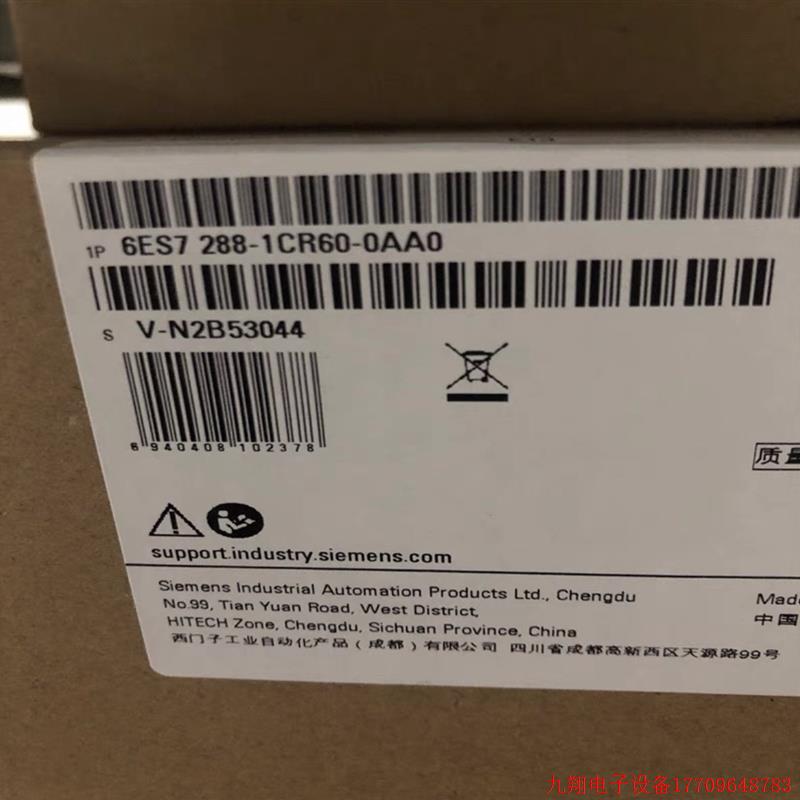 1P 6ES7 288-1CR60-0AA0
S V-N2B53044
6 940408 102378
质量
support.industry.siemens.com
Siemens Industrial Automation Products Ltd., Chengdu
No.99, Tian Yuan Road, West District,
HITECH Zone, Chengdu, Sichuan Province, China
西门子工业自动化产品（成都）有限公司 四川省成都高新西区天源路99号
Made
中国
九翔电子设备17709648783